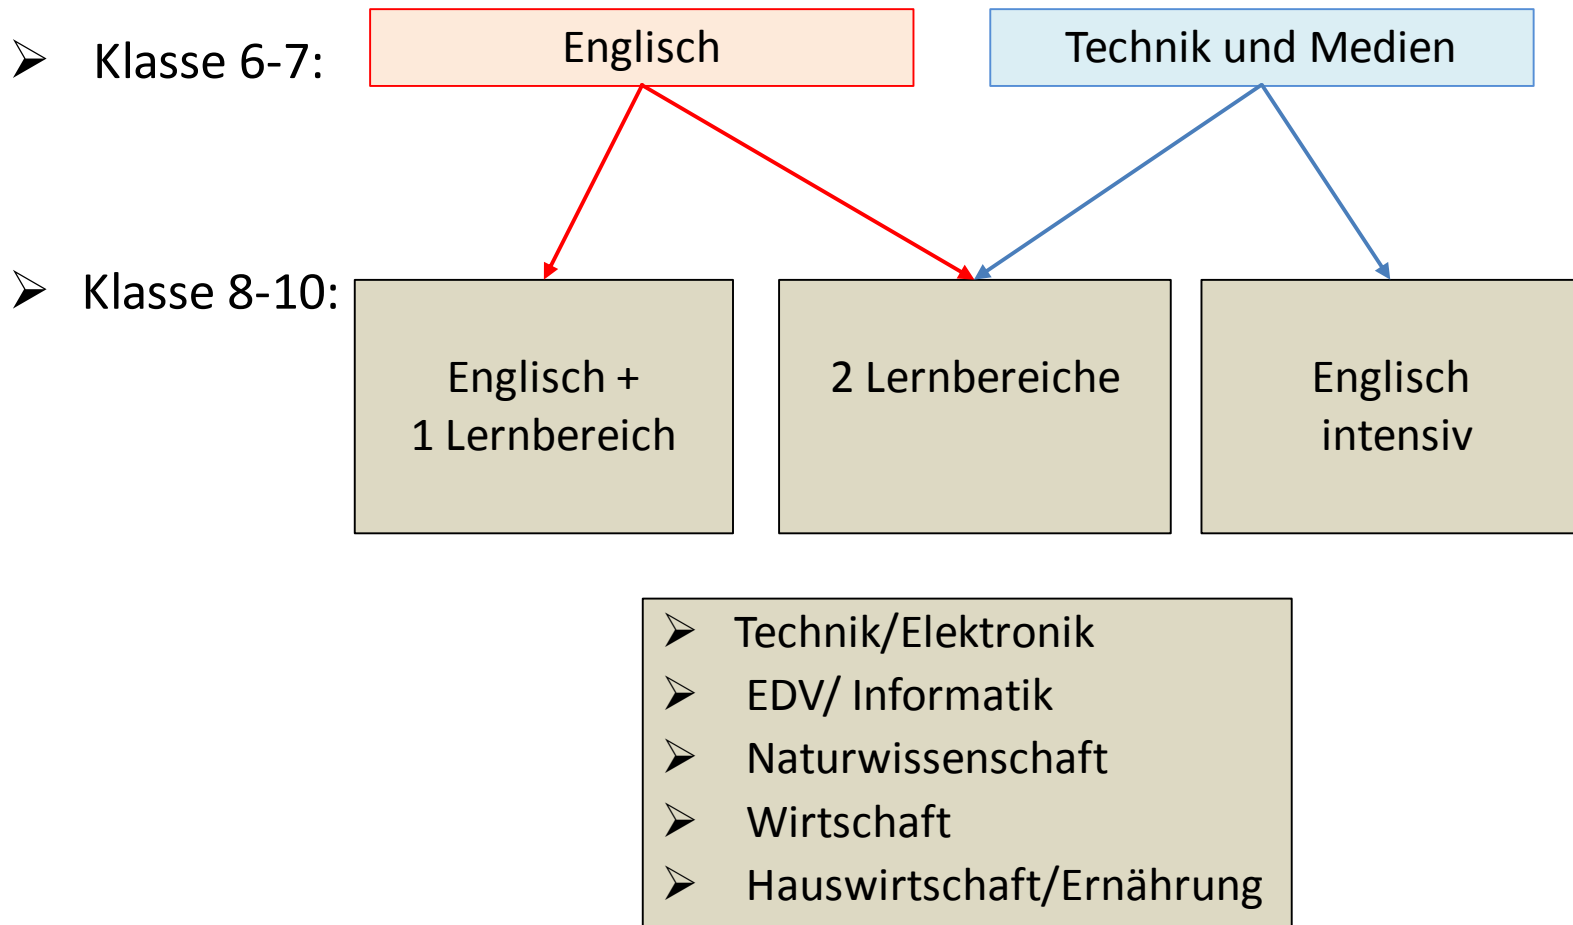 ➢ Klasse 6-7:
Englisch
Technik und Medien
➢ Klasse 8-10:
Englisch +
1 Lernbereich
2 Lernbereiche
Englisch
intensiv
➢ Technik/Elektronik
➢ EDV/ Informatik
➢ Naturwissenschaft
➢ Wirtschaft
➢ Hauswirtschaft/Ernährung